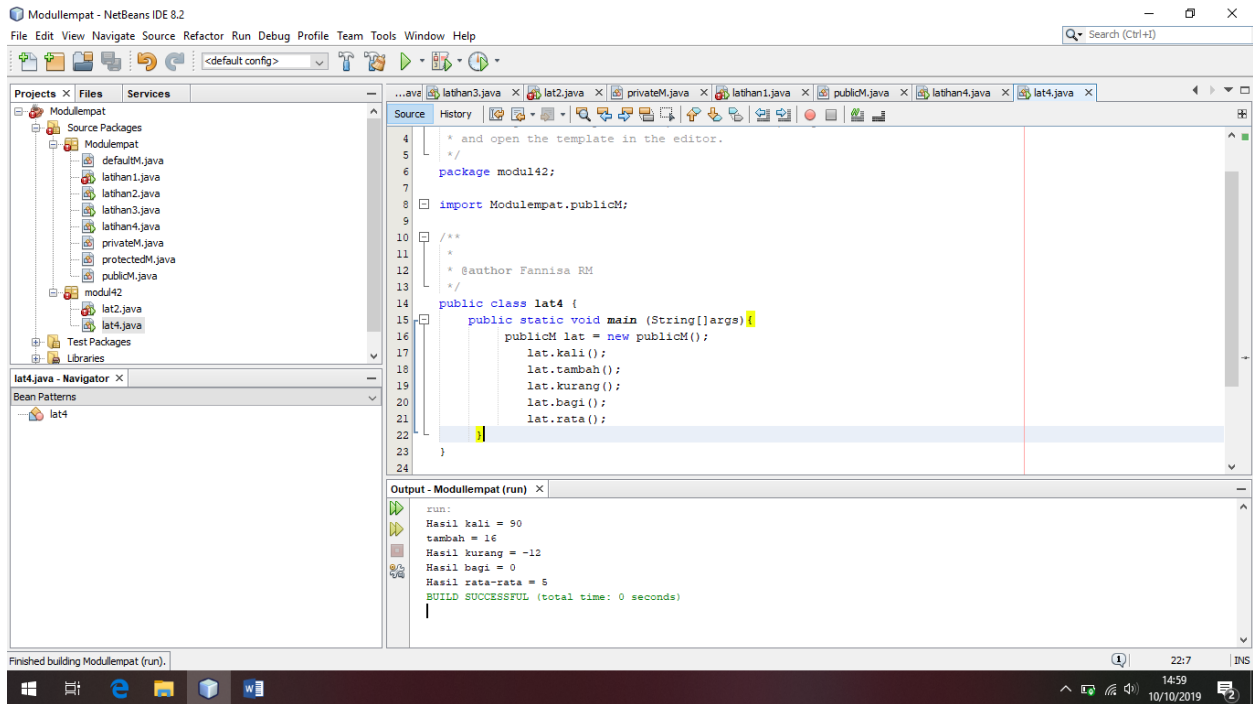 Modullempat - NetBeans IDE 8.2
File Edit View Navigate Source Refactor Run Debug Profile Team Tools Window Help
Search (Ctrl+I)
<default config>
Projects Files Services
...ava lathan3.java lat2.java privateM.java lathan1.java publicM.java lathan4.java lat4.java
Source History
Modullempat
Source Packages
Modulempat
defaultM.java
latihan1.java
latihan2.java
latihan3.java
latihan4.java
privateM.java
protectedM.java
publicM.java
modul42
lat2.java
lat4.java
Test Packages
Libraries
lat4.java - Navigator
Bean Patterns
lat4
4 * and open the template in the editor.
5 */
6 package modul42;
7
8 import Modulempat.publicM;
9
10 /**
11 *
12 * @author Fannisa RM
13 */
14 public class lat4 {
15 public static void main (String[]args){
16 publicM lat = new publicM();
17 lat.kali();
18 lat.tambah();
19 lat.kurang();
20 lat.bagi();
21 lat.rata();
22 }
23 }
24
Output - Modullempat (run)
run:
Hasil kali = 90
tambah = 16
Hasil kurang = -12
Hasil bagi = 0
Hasil rata-rata = 5
BUILD SUCCESSFUL (total time: 0 seconds)
Finished building Modullempat (run).
1 22:7 INS
14:59
10/10/2019
2